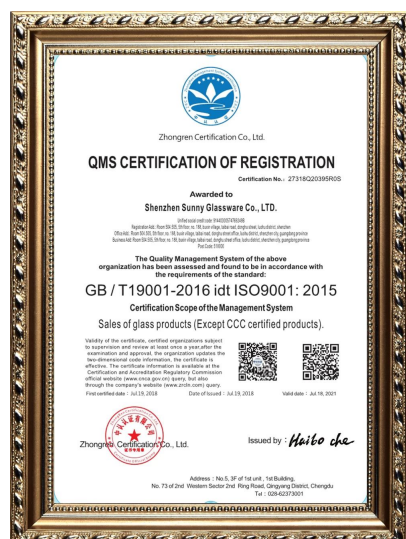 Zhongren Certification Co., Ltd.
QMS CERTIFICATION OF REGISTRATION
Certification No.: 27318Q20395R0S
Awarded to
Shenzhen Sunny Glassware Co., LTD.
The Quality Management System of the above
organization has been assessed and found to be in accordance with
the requirements of the standard:
GB / T19001-2016 idt ISO9001: 2015
Certification Scope of the Management System
Sales of glass products (Except CCC certified products).
Validity of the certificate, certified organizations subject
to supervision and review at least once a year.after the
examination and approval, the organization updates the
two-dimensional code information, the certificate is
effective. The certificate information is available at the
Certification and Accreditation Regulatory Commission
official website (www.cnca.gov.cn) query, but also
through the company's website (www.zrcln.com) query.
First certified date : Jul.19, 2018 Date of Issued : Jul.19, 2018 Valid date : Jul.18, 2021
Zhongren Certification Co., Ltd.
Issued by : Haibo che
Address : No.5, 3F of 1st unit , 1st Building,
No. 73 of 2nd Western Sector 2nd Ring Road, Qingyang District, Chengdu
Tel : 028-62373001